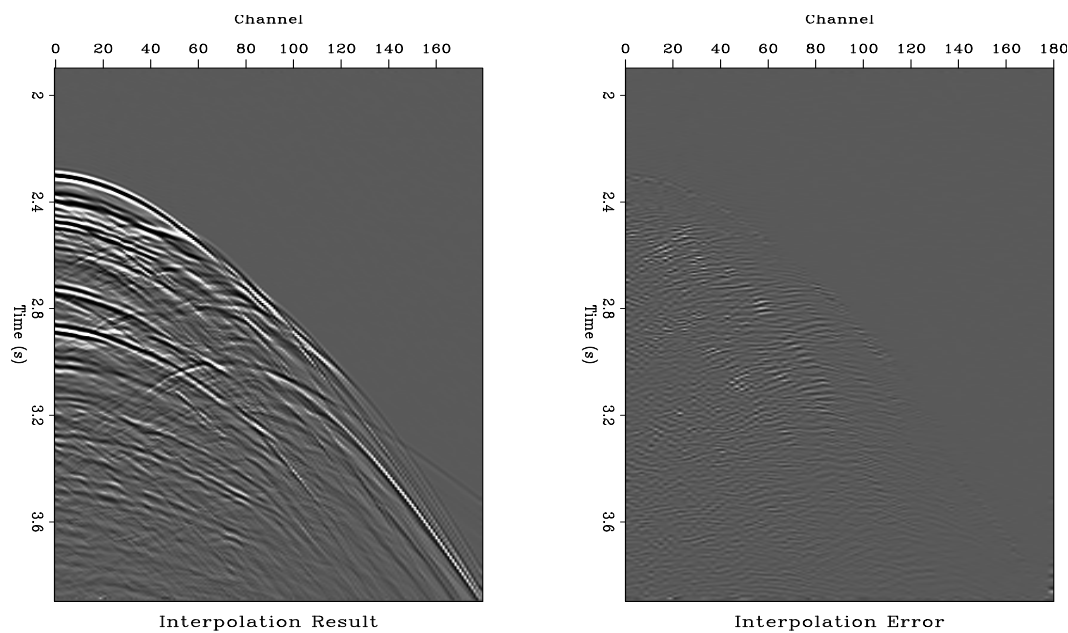 Channel Channel
0 20 40 60 80 100 120 140 160 0 20 40 60 80 100 120 140 160 180
2 2
2.4 2.4
2.8 2.8
Time (s) Time (s)
3.2 3.2
3.6 3.6
Interpolation Result Interpolation Error